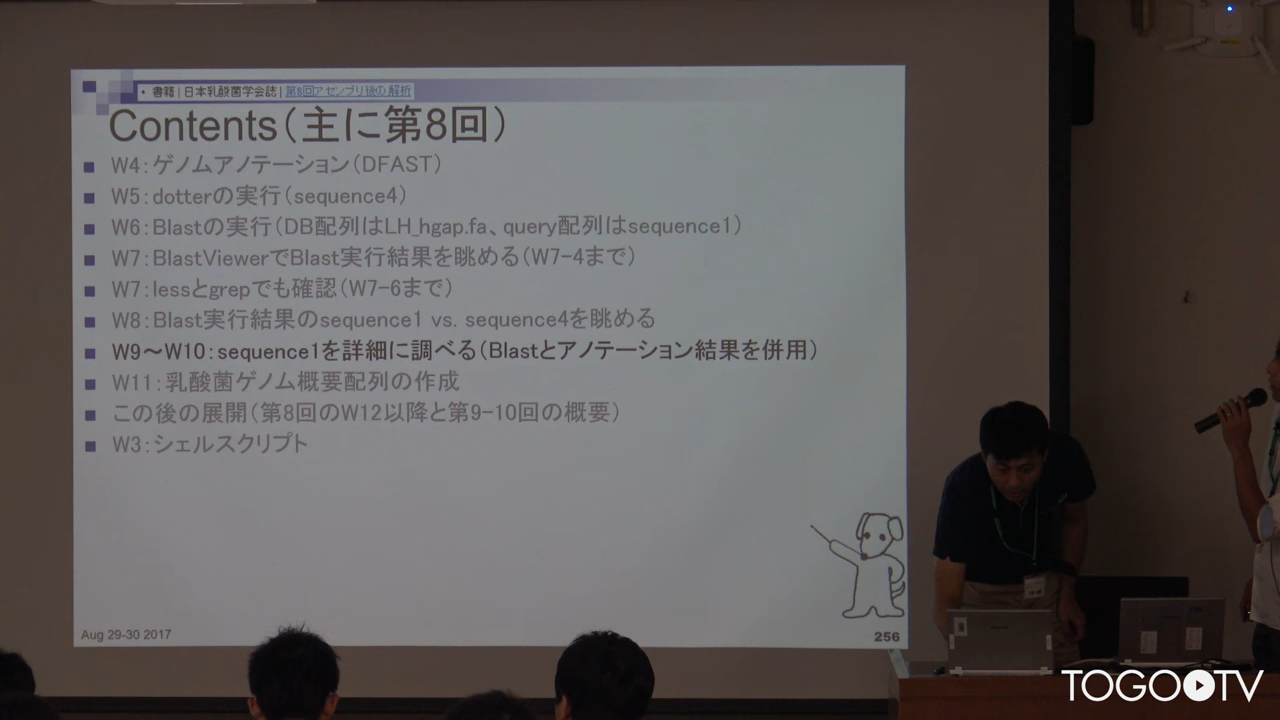 ・ 書籍 | 日本乳酸菌学会誌 | 第8回アセンブリ後の解析
Contents（主に第8回）
W4：ゲノムアノテーション（DFAST）
W5：dotterの実行（sequence4）
W6：Blastの実行（DB配列はLH_hgap.fa、query配列はsequence1）
W7：BlastViewerでBlast実行結果を眺める（W7-4まで）
W7：lessとgrepでも確認（W7-6まで）
W8：Blast実行結果のsequence1 vs. sequence4を眺める
W9～W10：sequence1を詳細に調べる（Blastとアノテーション結果を併用）
W11：乳酸菌ゲノム概要配列の作成
この後の展開（第8回のW12以降と第9-10回の概要）
W3：シェルスクリプト
Aug 29-30 2017
256
TOGO TV